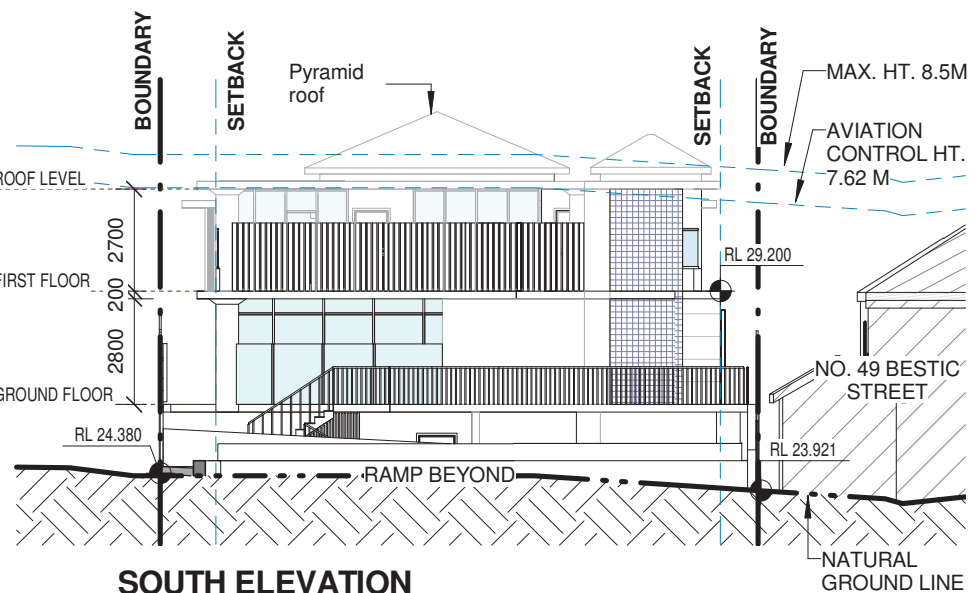 BOUNDARY
SETBACK
Pyramid
roof
SETBACK
BOUNDARY
MAX. HT. 8.5M
AVIATION
CONTROL HT.
7.62 M
ROOF LEVEL
2700
RL 29.200
FIRST FLOOR
200
2800
NO. 49 BESTIC
STREET
GROUND FLOOR
RL 24.380
RL 23.921
RAMP BEYOND
NATURAL
GROUND LINE
SOUTH ELEVATION